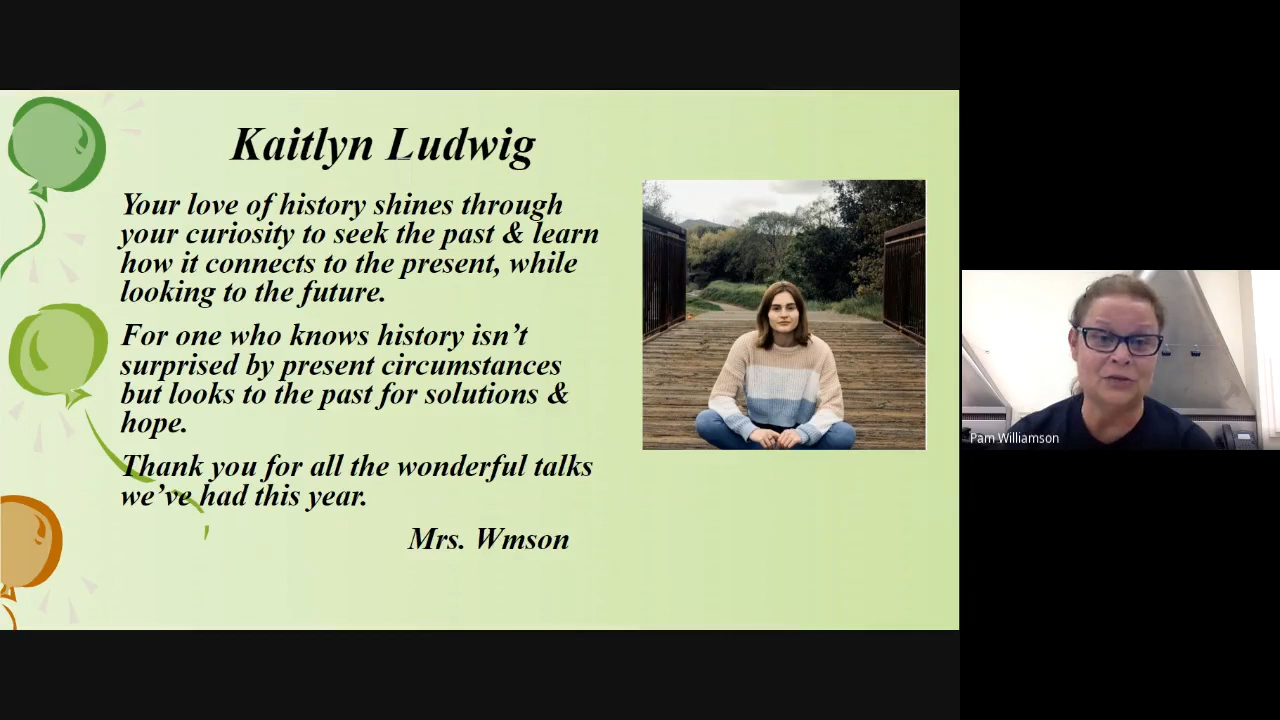 Kaitlyn Ludwig
Your love of history shines through
your curiosity to seek the past & learn
how it connects to the present, while
looking to the future.
For one who knows history isn’t
surprised by present circumstances
but looks to the past for solutions &
hope.
Thank you for all the wonderful talks
we’ve had this year.
Mrs. Wmson
Pam Williamson